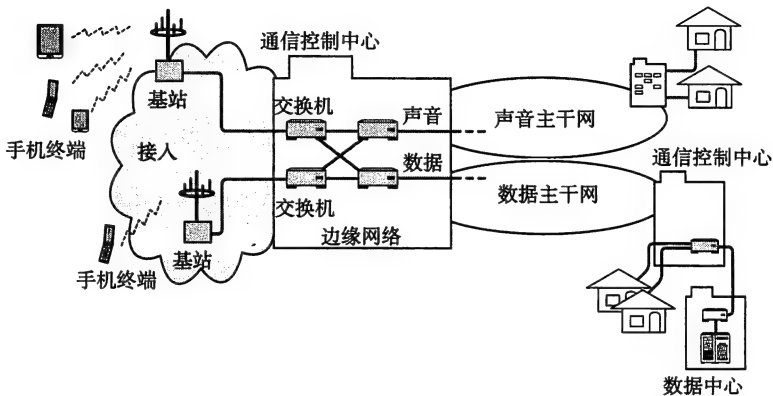 通信控制中心
基站
交换机
声音
声音主干网
手机终端
接入
数据
通信控制中心
交换机
数据主干网
基站
边缘网络
手机终端
数据中心